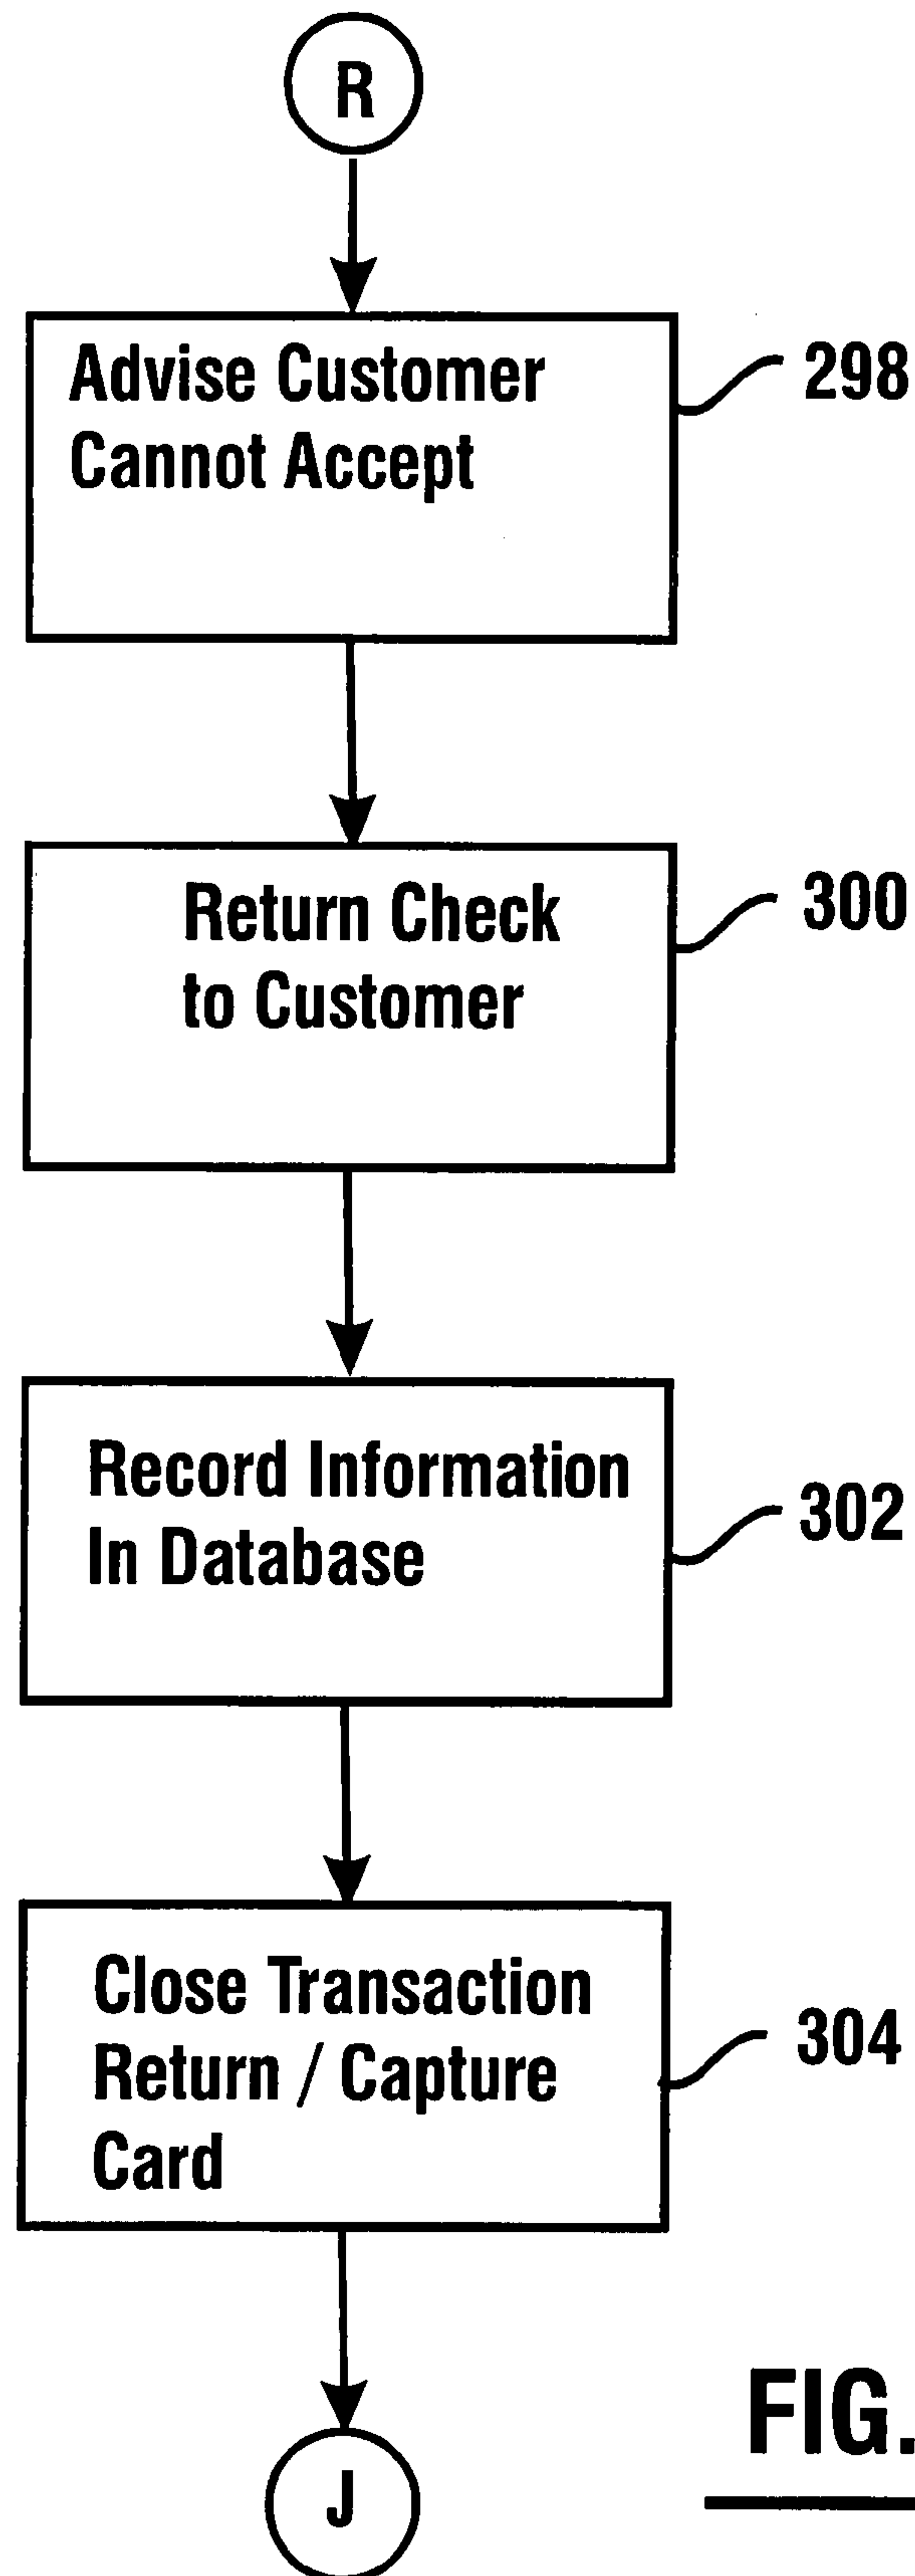 R
Advise Customer
Cannot Accept
298
Return Check
to Customer
300
Record Information
In Database
302
Close Transaction
Return / Capture
Card
304
J
FIG.